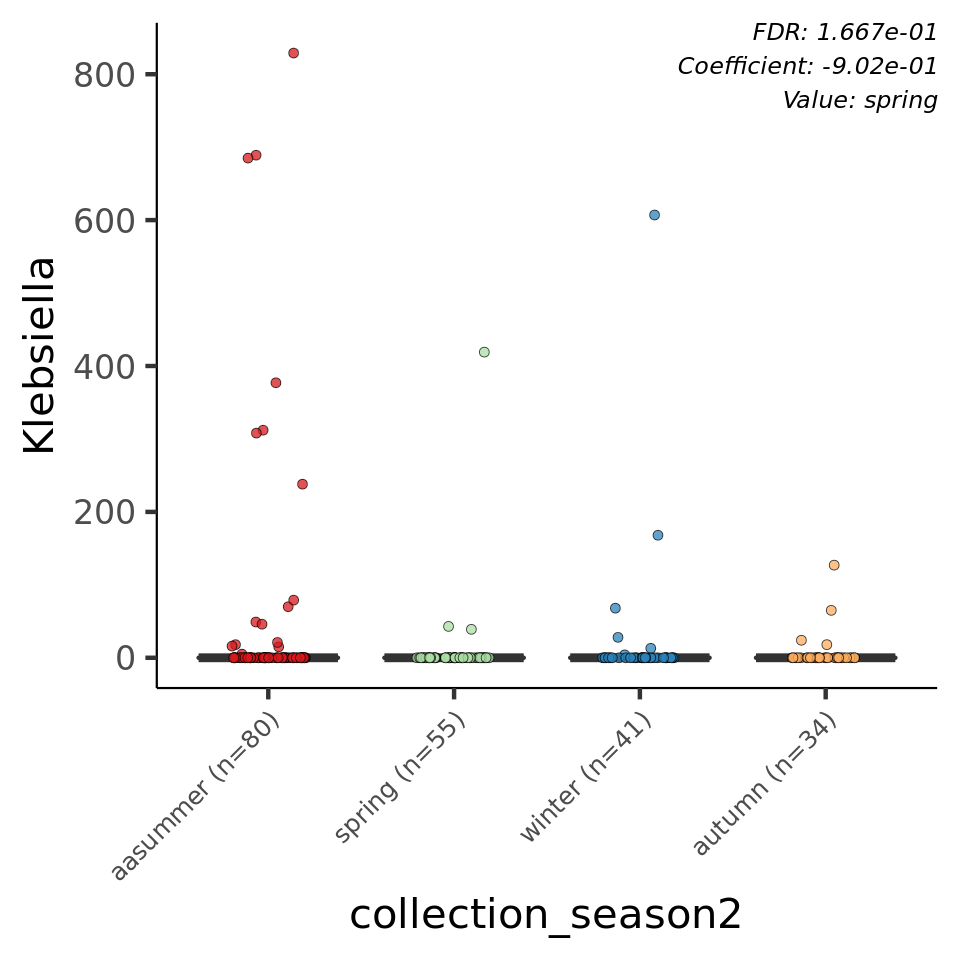 FDR: 1.667e-01
Coefficient: -9.02e-01
Value: spring
Klebsiella
800
600
400
200
0
aasummer (n=80)
spring (n=55)
winter (n=41)
autumn (n=34)
collection_season2